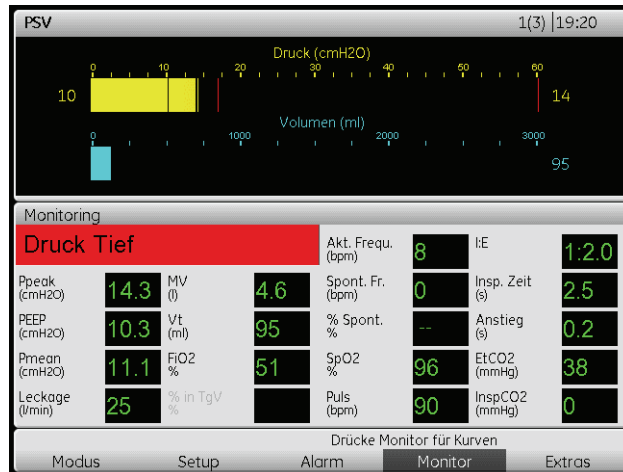 PSV 1(3) 19:20
Druck (cmH2O)
0 10 20 30 40 50 60
10 14
Volumen (ml)
0 1000 2000 3000
95
Monitoring
Druck Tief
Akt. Frequ. (bpm) 8 I:E 1:2.0
Ppeak (cmH2O) 14.3 MV (l) 4.6 Spont. Fr. (bpm) 0 Insp. Zeit (s) 2.5
PEEP (cmH2O) 10.3 Vt (ml) 95 % Spont. % -- Anstieg (s) 0.2
Pmean (cmH2O) 11.1 FiO2 % 51 SpO2 % 96 EtCO2 (mmHg) 38
Leckage (l/min) 25 % in TgV % Puls (bpm) 90 InspCO2 (mmHg) 0
Drücke Monitor für Kurven
Modus Setup Alarm Monitor Extras